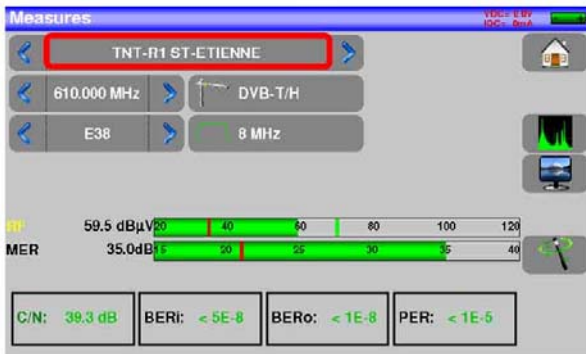 Measures
VDC= 0.0V
IDC= 0mA
TNT-R1 ST-ETIENNE
610.000 MHz DVB-T/H
E38 8 MHz
RF 59.5 dBµV 20 40 60 80 100 120
MER 35.0dB 15 20 25 30 35 40
C/N: 39.3 dB BERi: < 5E-8 BERo: < 1E-8 PER: < 1E-5